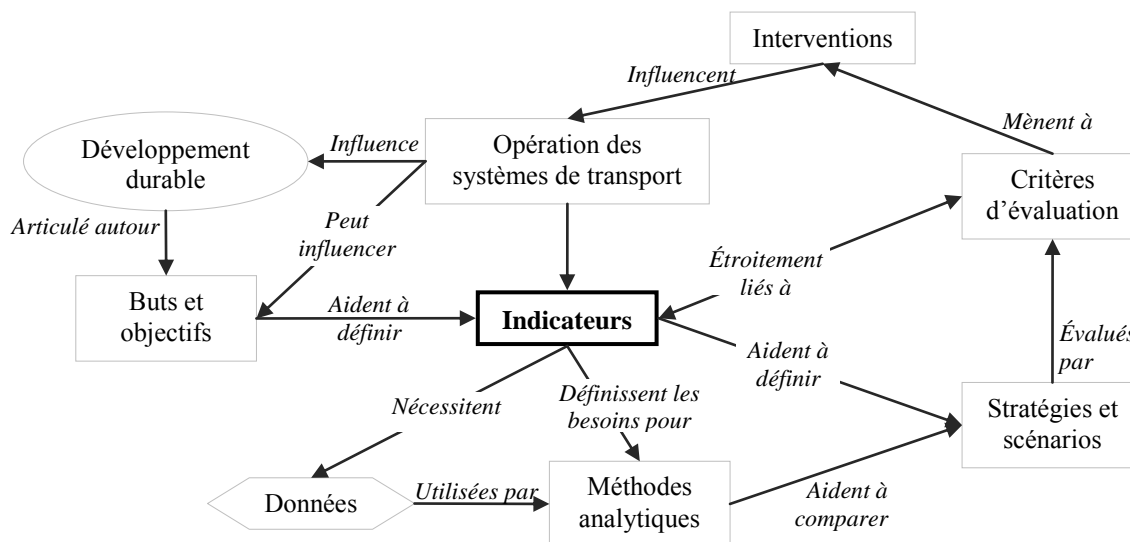 Interventions
Influencent
Mènent à
Opération des
systèmes de transport
Influence
Développement
durable
Critères
d’évaluation
Articulé autour
Peut
influencer
Étroitement
liés à
Buts et
objectifs
Aident à
définir
Indicateurs
Aident à
définir
Évalués
par
Nécessitent
Définissent les
besoins pour
Stratégies et
scénarios
Données
Utilisées par
Méthodes
analytiques
Aident à
comparer